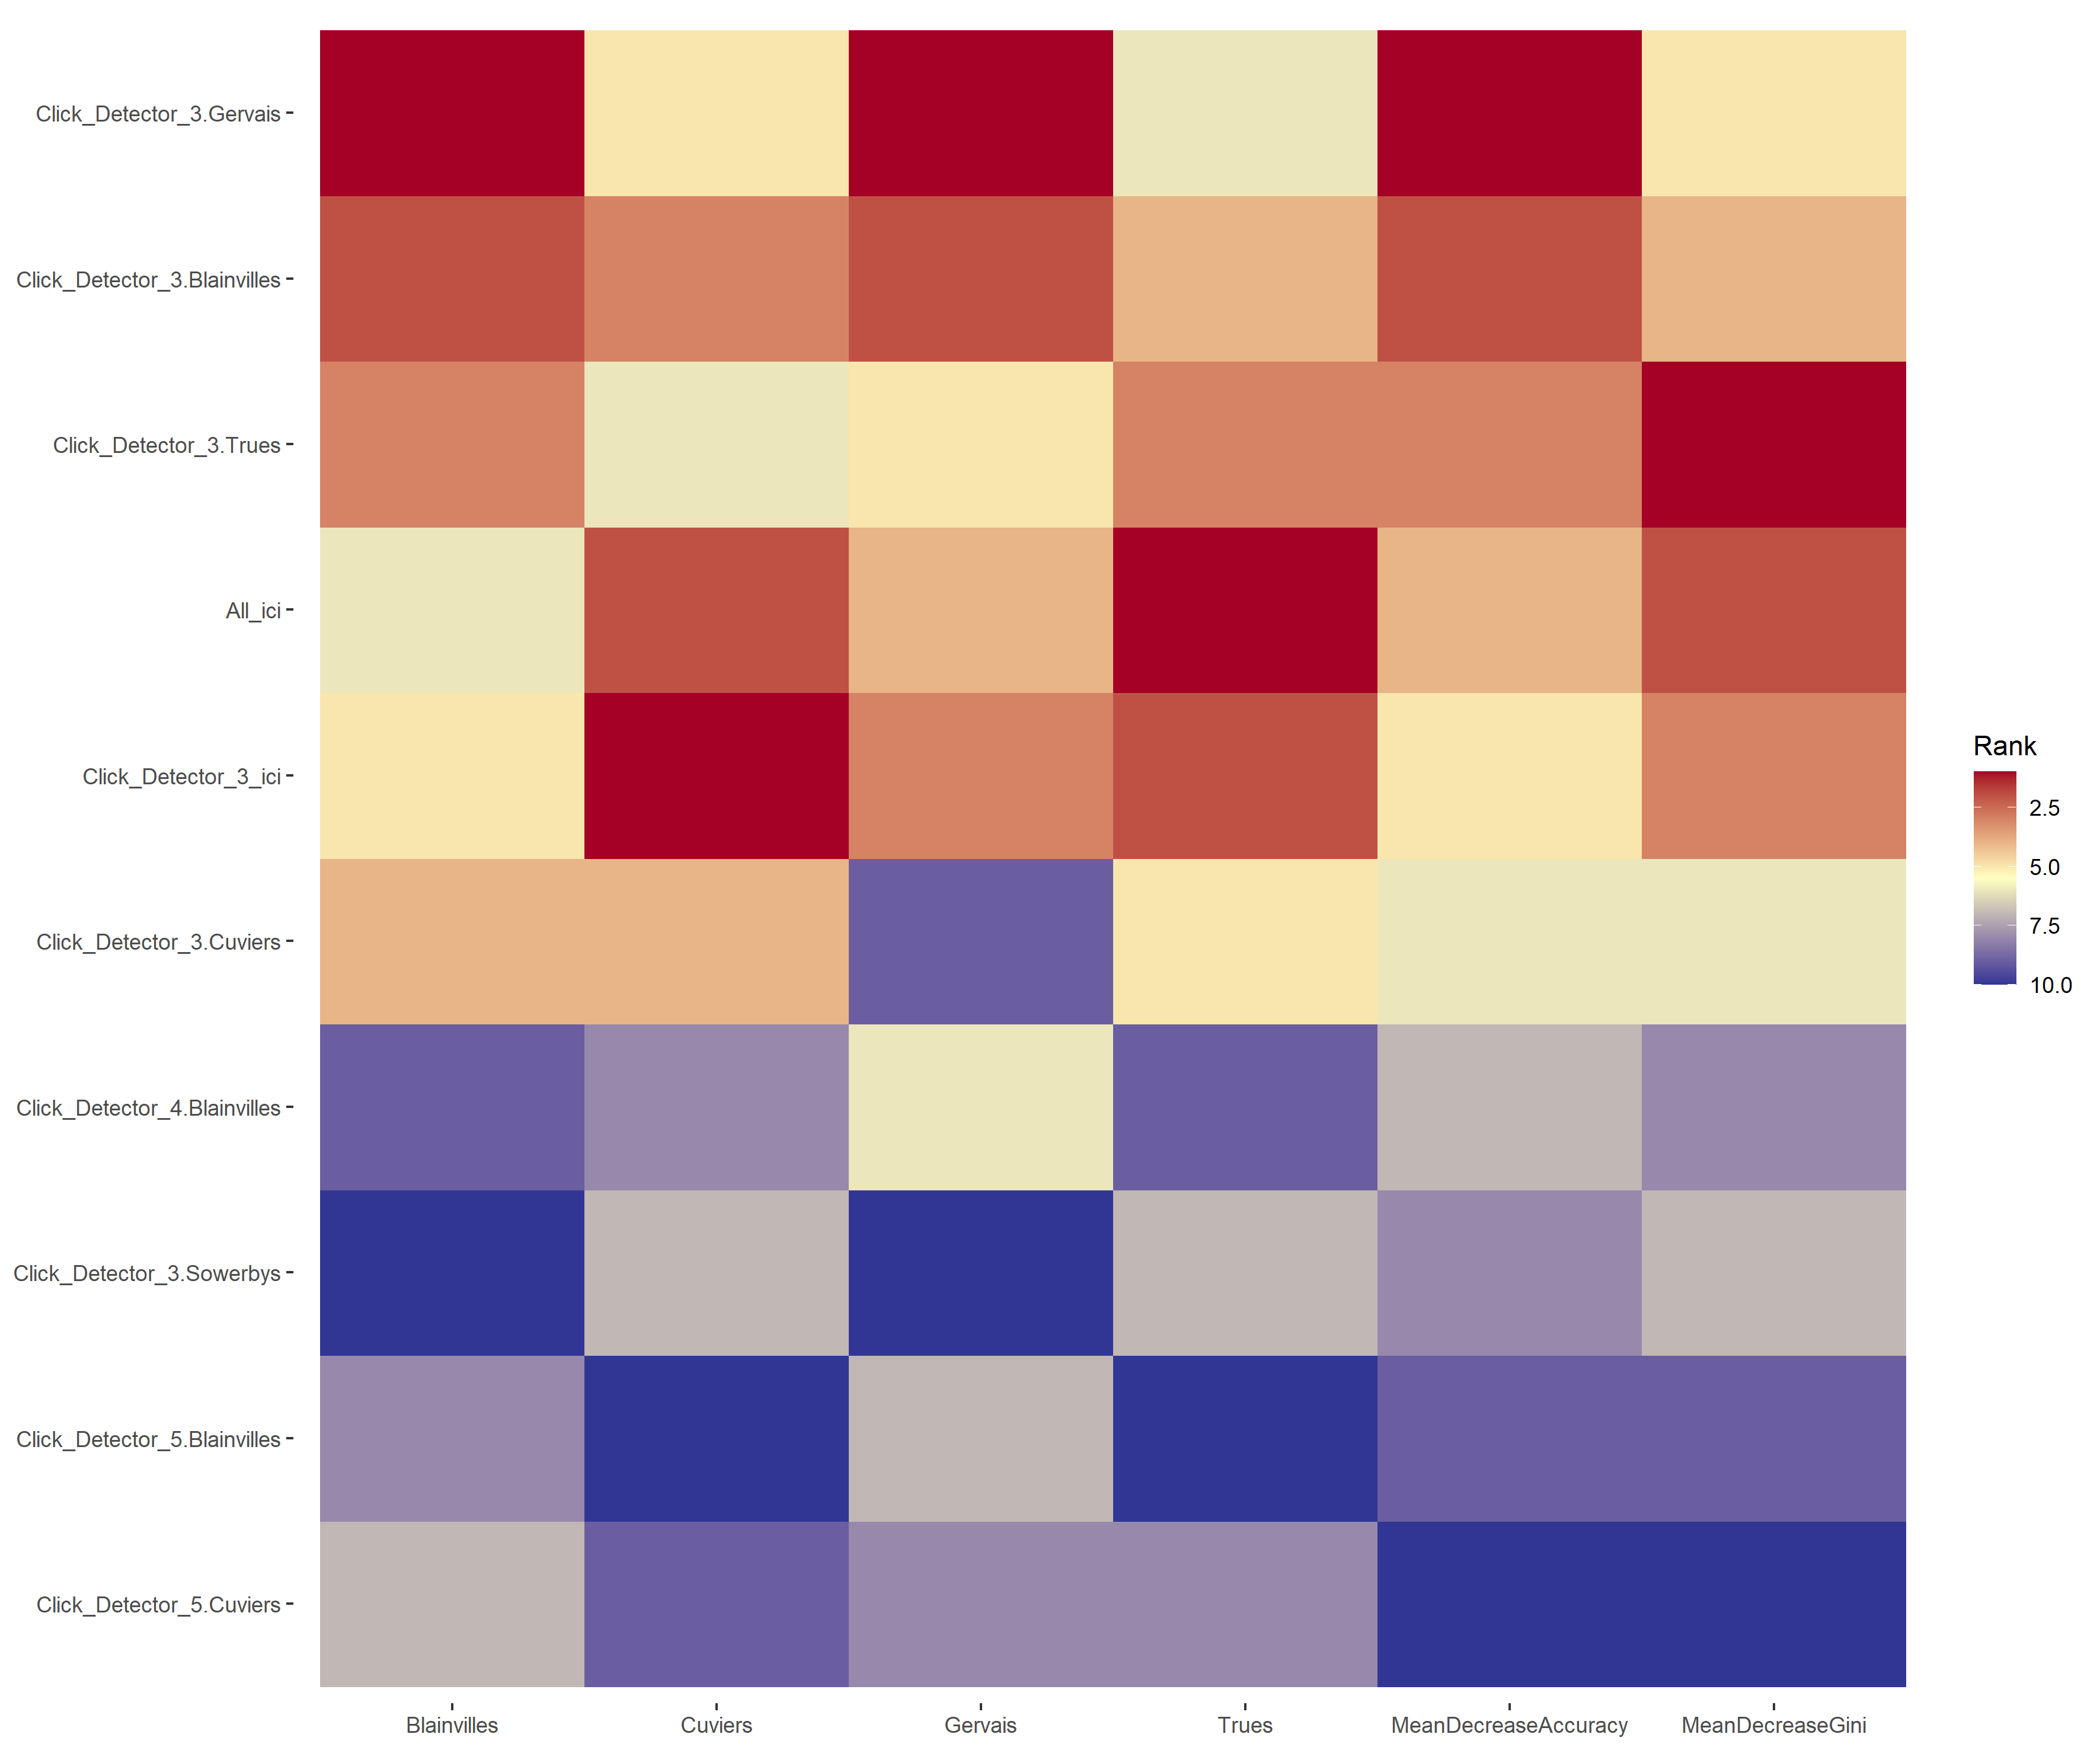 Click_Detector_3.Gervais
Click_Detector_3.Blainvilles
Click_Detector_3.Trues
All_ici
Click_Detector_3_ici
Click_Detector_3.Cuviers
Click_Detector_4.Blainvilles
Click_Detector_3.Sowerbys
Click_Detector_5.Blainvilles
Click_Detector_5.Cuviers
Blainvilles Cuviers Gervais Trues MeanDecreaseAccuracy MeanDecreaseGini
Rank
2.5
5.0
7.5
10.0